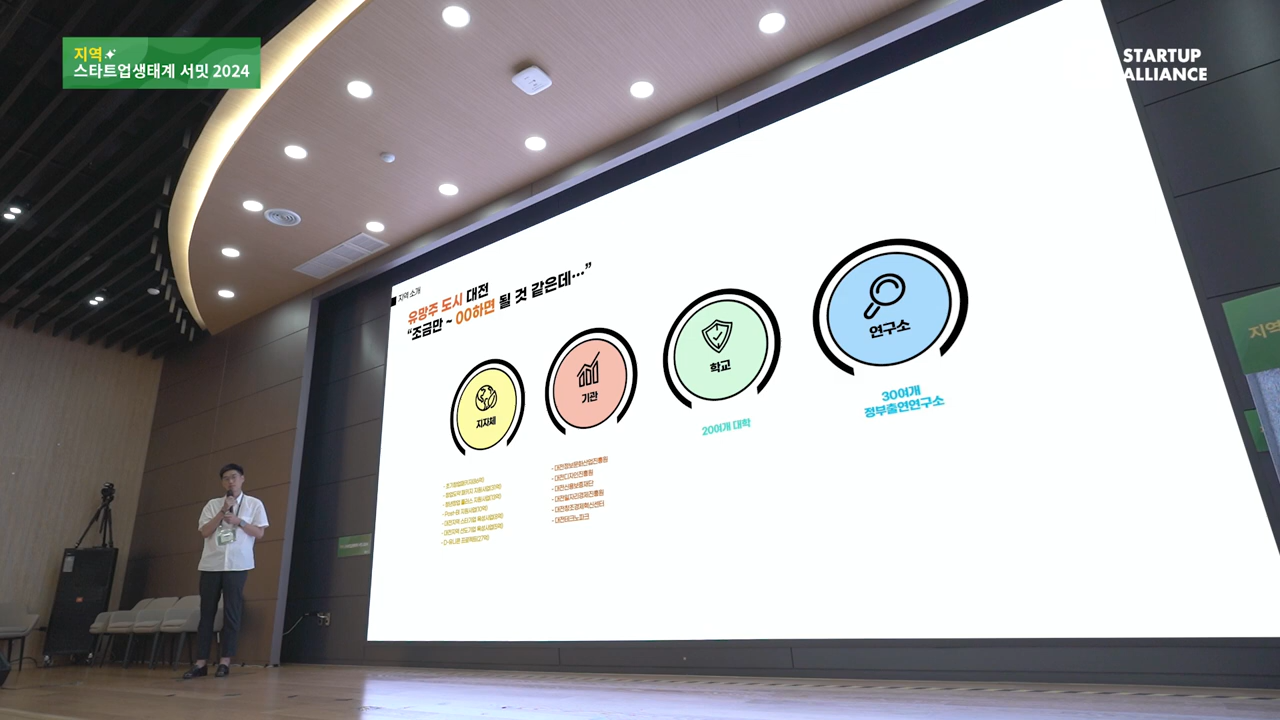 지역
스타트업생태계 서밋 2024
STARTUP
ALLIANCE
지역 소개
유망주 도시 대전
“조금만 ~ 00하면 될 것 같은데…”
지자체
기관
학교
연구소
20여개 대학
30여개
정부출연연구소
- 대전정보문화산업진흥원
- 대전디자인진흥원
- 대전신용보증재단
- 대전일자리경제진흥원
- 대전창조경제혁신센터
- 대전테크노파크
지역